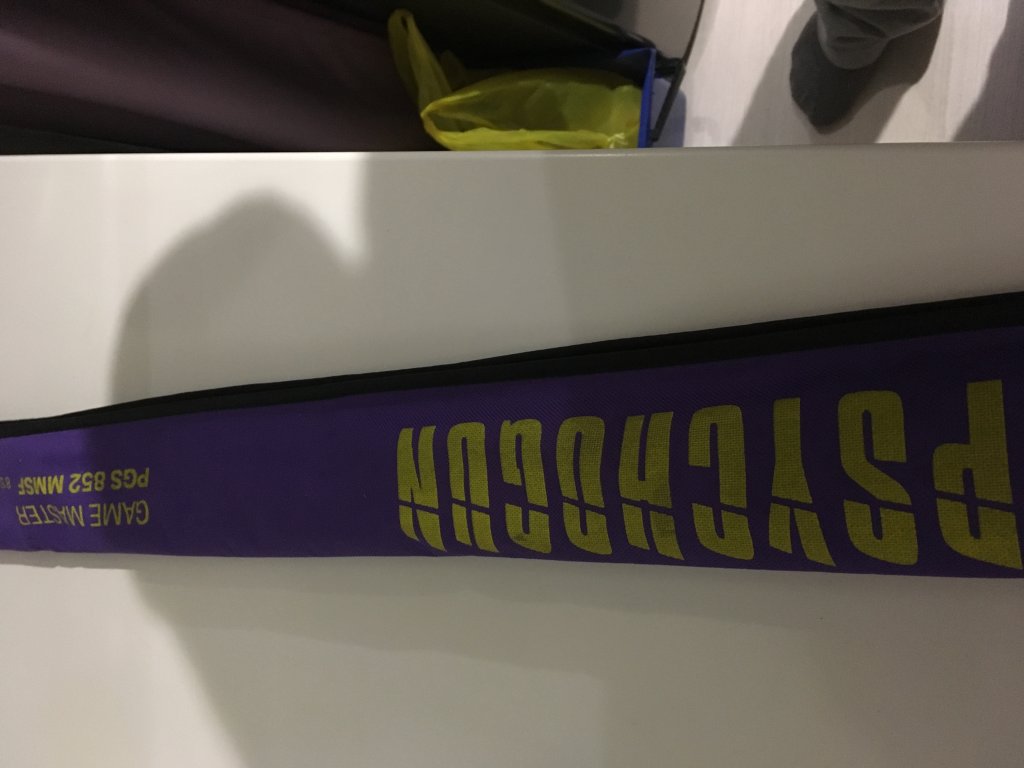 PSYCHOGUN
GAME MASTER
PGS 852 MMSF